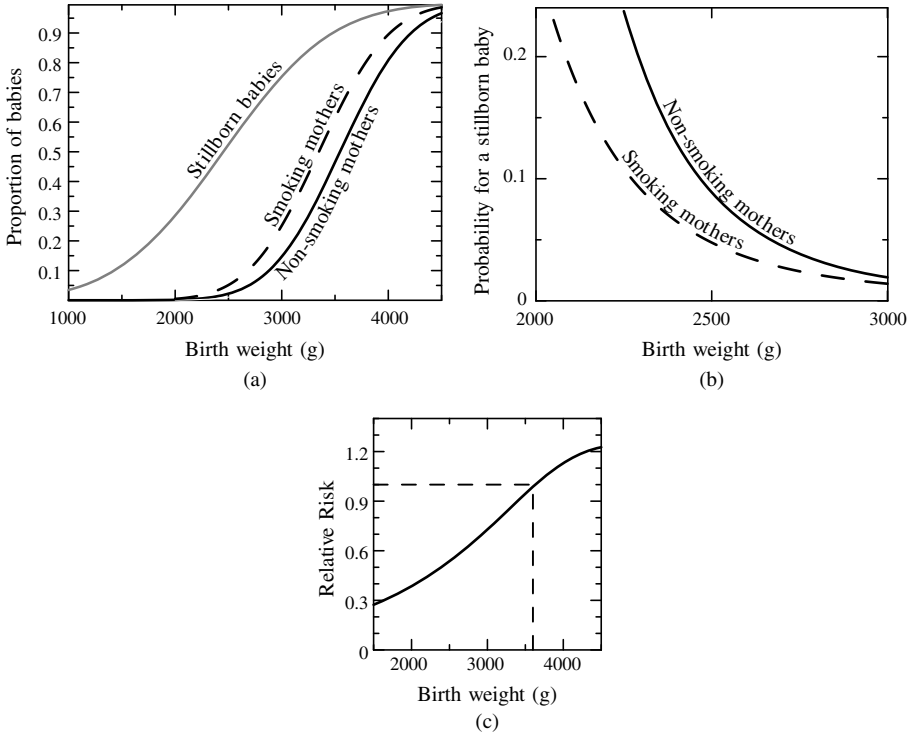 Proportion of babies
0.9
0.8
0.7
0.6
0.5
0.4
0.3
0.2
0.1
Stillborn babies
Smoking mothers
Non-smoking mothers
1000 2000 3000 4000
Birth weight (g)
(a)
Probability for a stillborn baby
0.2
0.1
0
Non-smoking mothers
Smoking mothers
2000 2500 3000
Birth weight (g)
(b)
Relative Risk
1.2
0.9
0.6
0.3
0
2000 3000 4000
Birth weight (g)
(c)